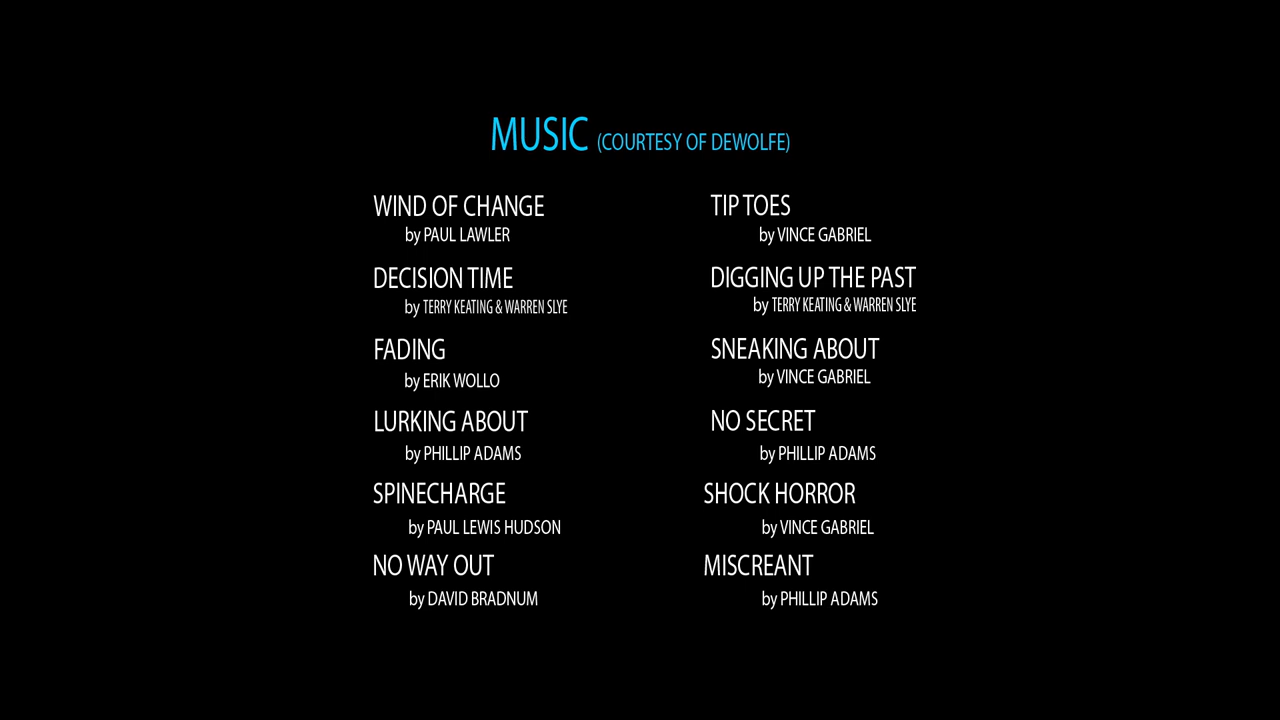 MUSIC (COURTESY OF DEWOLFE)
WIND OF CHANGE
by PAUL LAWLER
DECISION TIME
by TERRY KEATING & WARREN SLYE
FADING
by ERIK WOLLO
LURKING ABOUT
by PHILLIP ADAMS
SPINECHARGE
by PAUL LEWIS HUDSON
NO WAY OUT
by DAVID BRADNUM
TIP TOES
by VINCE GABRIEL
DIGGING UP THE PAST
by TERRY KEATING & WARREN SLYE
SNEAKING ABOUT
by VINCE GABRIEL
NO SECRET
by PHILLIP ADAMS
SHOCK HORROR
by VINCE GABRIEL
MISCREANT
by PHILLIP ADAMS